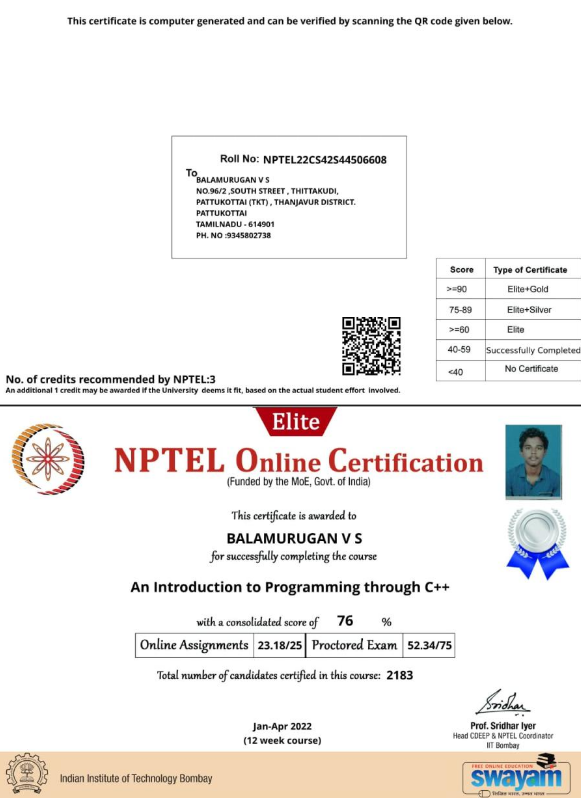 This certificate is computer generated and can be verified by scanning the QR code given below.
Roll No: NPTEL22CS42S44506608
To
BALAMURUGAN V S
NO.96/2 ,SOUTH STREET , THITTAKUDI,
PATTUKOTTAI (TKT) , THANJAVUR DISTRICT.
PATTUKOTTAI
TAMILNADU - 614901
PH. NO :9345802738
Score Type of Certificate
>=90 Elite+Gold
75-89 Elite+Silver
>=60 Elite
40-59 Successfully Completed
<40 No Certificate
No. of credits recommended by NPTEL:3
An additional 1 credit may be awarded if the University deems it fit, based on the actual student effort involved.
Elite
NPTEL Online Certification
(Funded by the MoE, Govt. of India)
This certificate is awarded to
BALAMURUGAN V S
for successfully completing the course
An Introduction to Programming through C++
with a consolidated score of 76 %
Online Assignments 23.18/25 Proctored Exam 52.34/75
Total number of candidates certified in this course: 2183
Sridhar
Jan-Apr 2022
(12 week course)
Prof. Sridhar Iyer
Head CDEEP & NPTEL Coordinator
IIT Bombay
Indian Institute of Technology Bombay
FREE ONLINE EDUCATION
swayam
शिक्षित भारत, उन्नत भारत